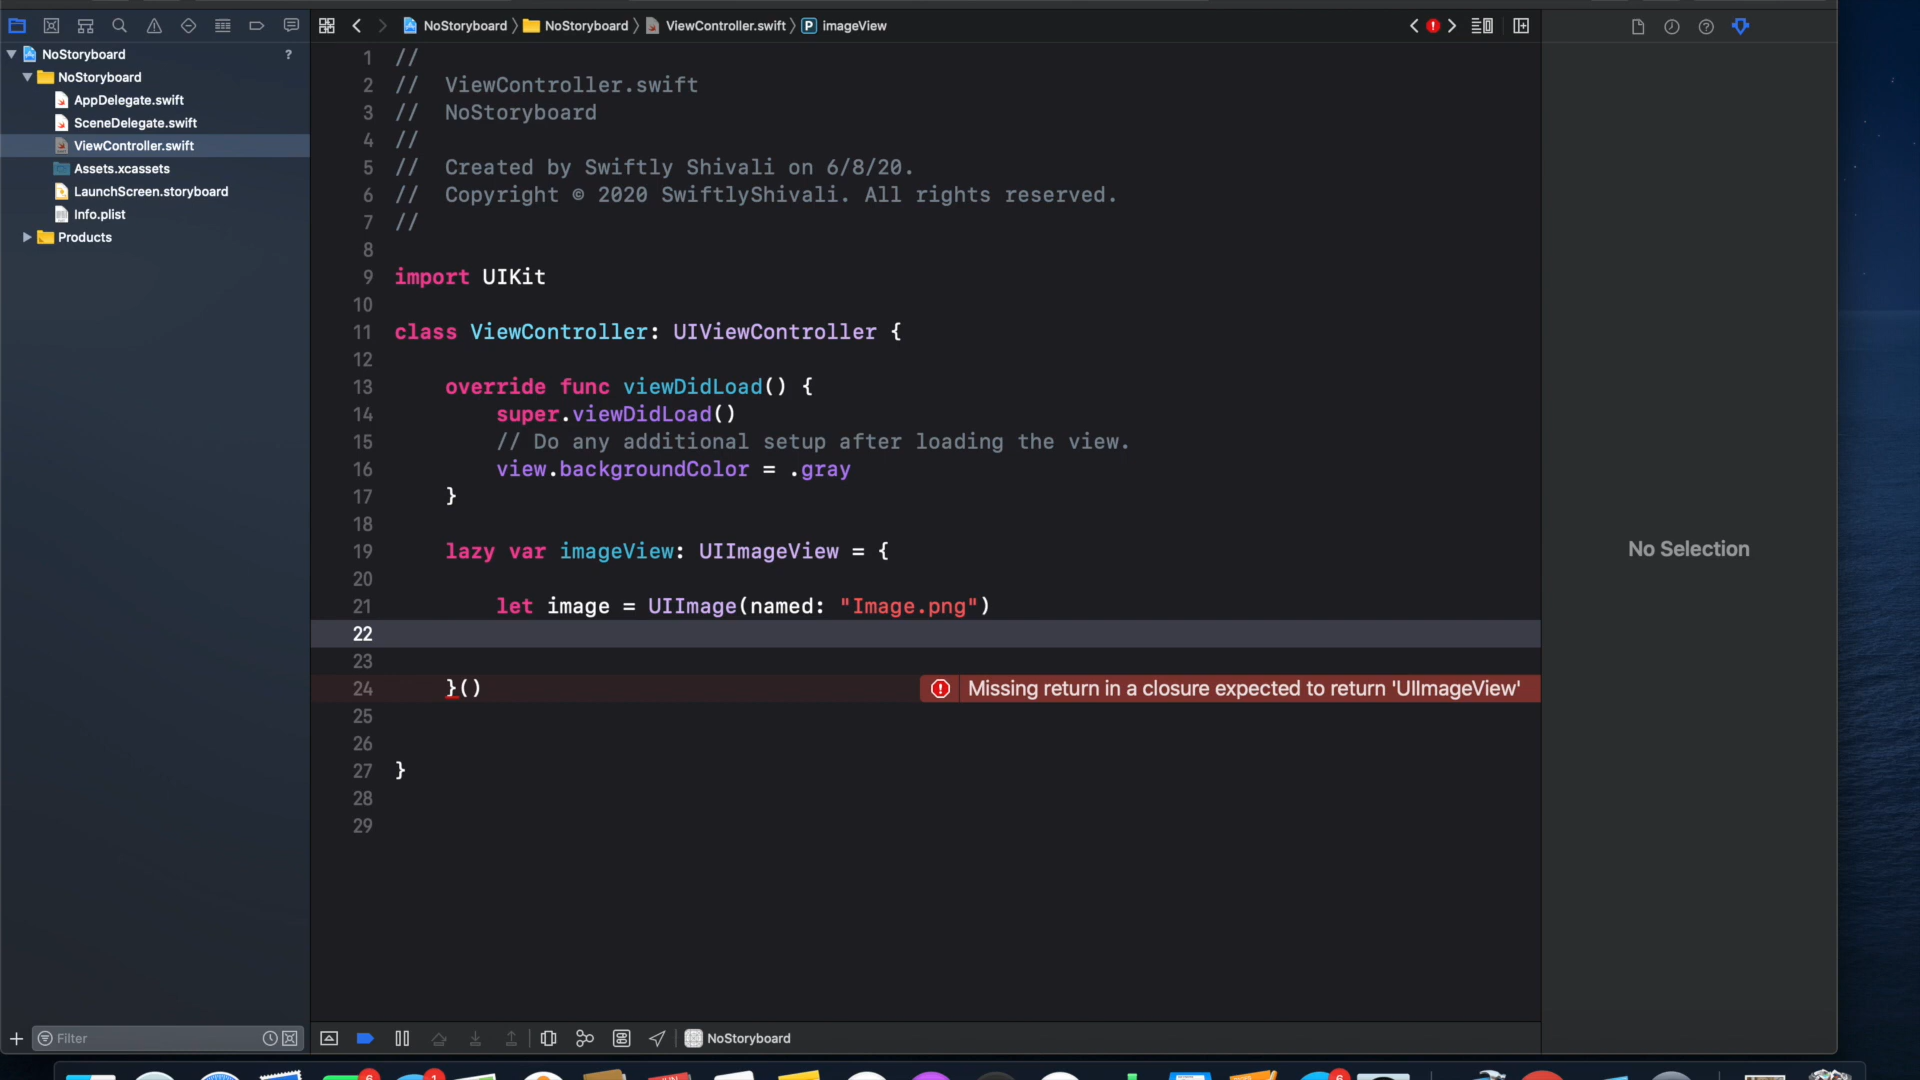 NoStoryboard
NoStoryboard
ViewController.swift
imageView
NoStoryboard
?
NoStoryboard
AppDelegate.swift
SceneDelegate.swift
ViewController.swift
Assets.xcassets
LaunchScreen.storyboard
Info.plist
Products
1 //
2 // ViewController.swift
3 // NoStoryboard
4 //
5 // Created by Swiftly Shivali on 6/8/20.
6 // Copyright © 2020 SwiftlyShivali. All rights reserved.
7 //
8
9 import UIKit
10
11 class ViewController: UIViewController {
12
13 override func viewDidLoad() {
14 super.viewDidLoad()
15 // Do any additional setup after loading the view.
16 view.backgroundColor = .gray
17 }
18
19 lazy var imageView: UIImageView = {
20
21 let image = UIImage(named: "Image.png")
22
23
24 }()
Missing return in a closure expected to return 'UIImageView'
25
26
27 }
28
29
No Selection
Filter
NoStoryboard
6
1
6